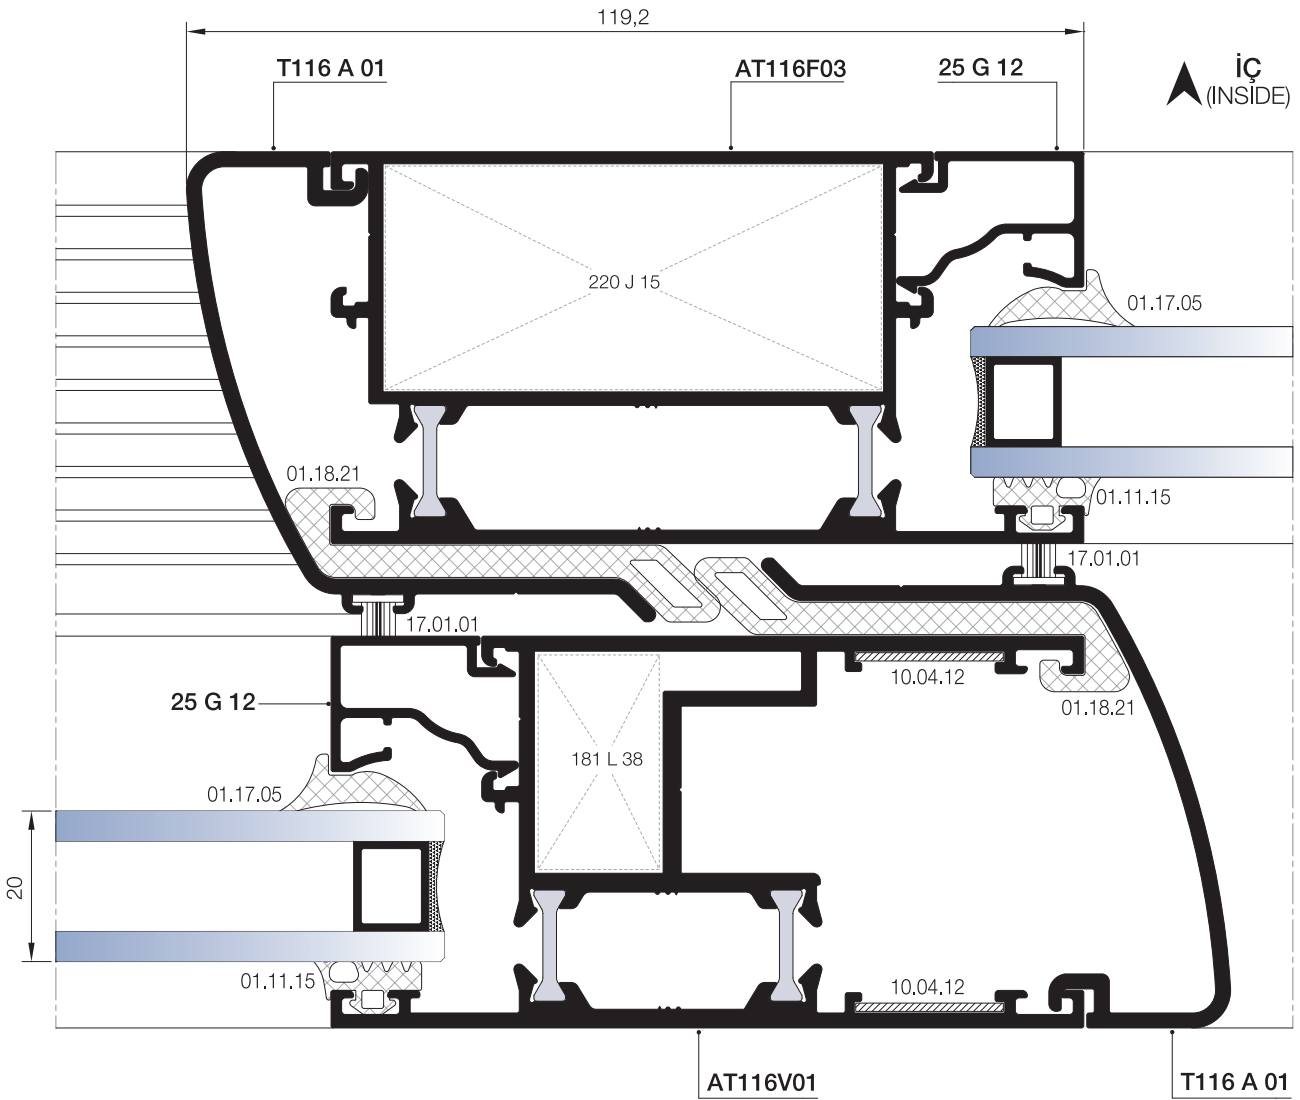 119,2
T116 A 01
AT116F03
25 G 12
İÇ
(INSIDE)
220 J 15
01.17.05
01.18.21
01.11.15
17.01.01
17.01.01
10.04.12
25 G 12
01.18.21
181 L 38
01.17.05
20
01.11.15
10.04.12
AT116V01
T116 A 01